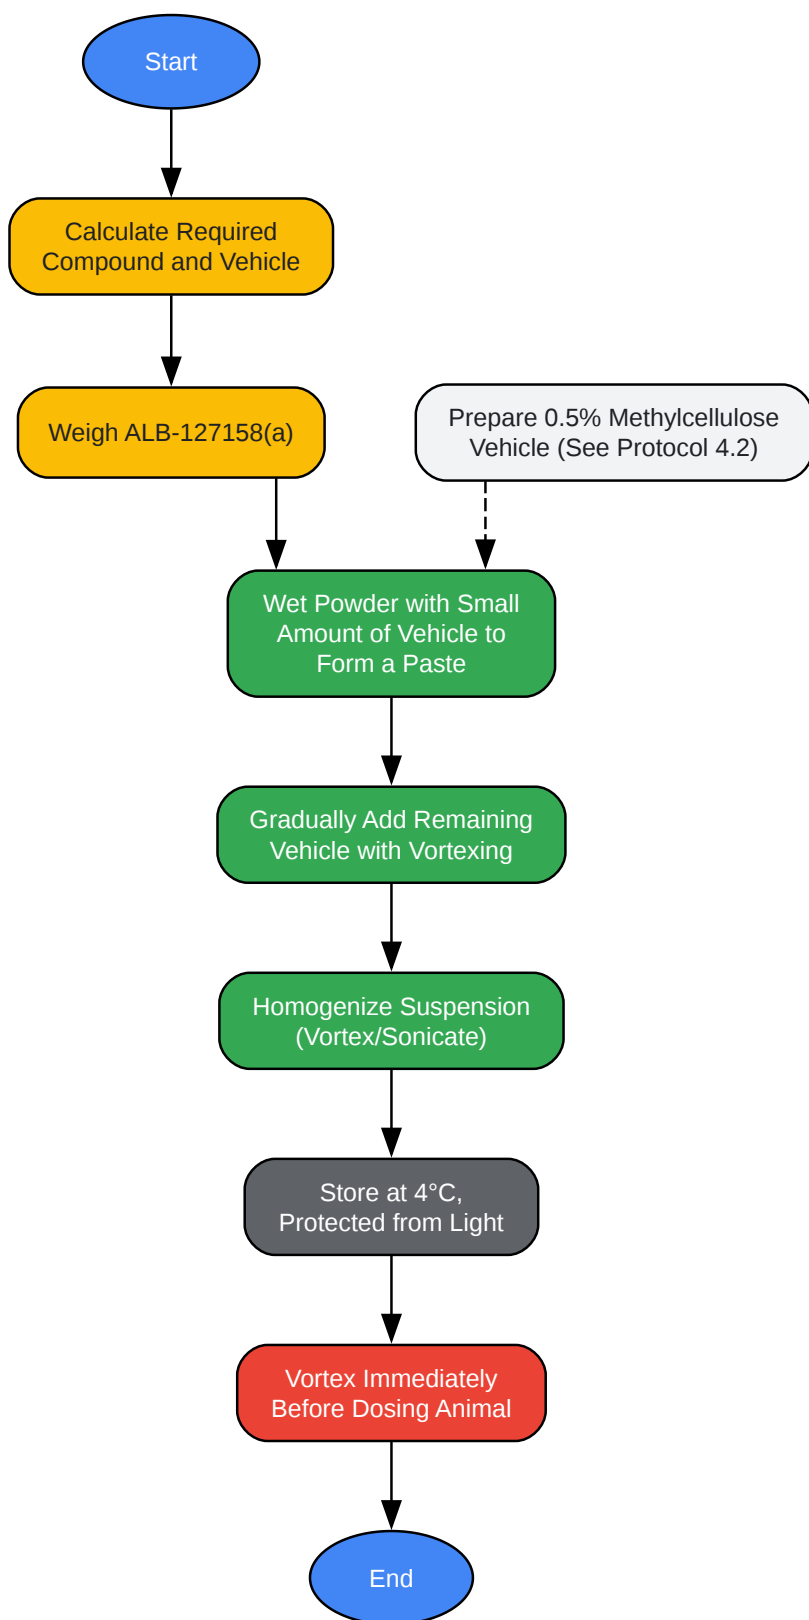 Start
Calculate Required
Compound and Vehicle
Weigh ALB-127158(a)
Prepare 0.5% Methylcellulose
Vehicle (See Protocol 4.2)
Wet Powder with Small
Amount of Vehicle to
Form a Paste
Gradually Add Remaining
Vehicle with Vortexing
Homogenize Suspension
(Vortex/Sonicate)
Store at 4°C,
Protected from Light
Vortex Immediately
Before Dosing Animal
End